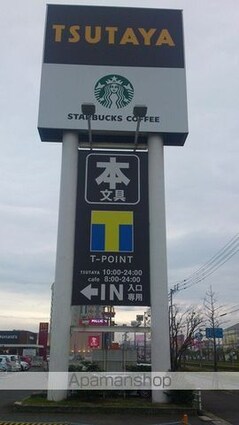 TSUTAYA
STARBUCKS COFFEE
本
文具
T
T-POINT
TSUTAYA 10:00-24:00
cafe 8:00-24:00
←IN 入口
専用
Apamanshop